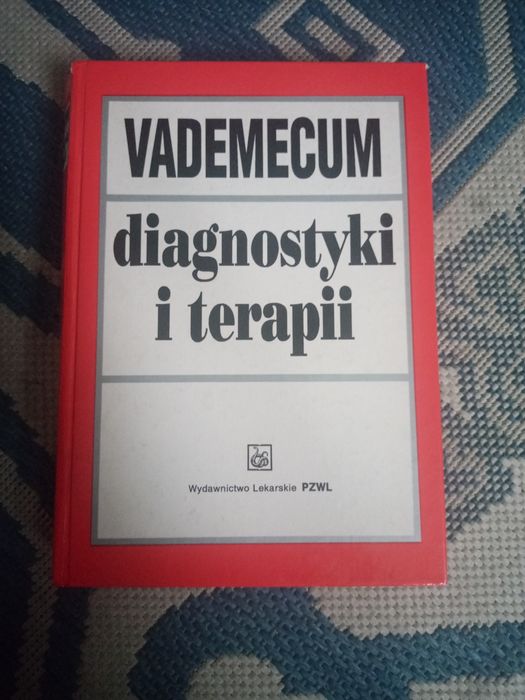 VADEMECUM
diagnostyki
i terapii
Wydawnictwo Lekarskie PZWL